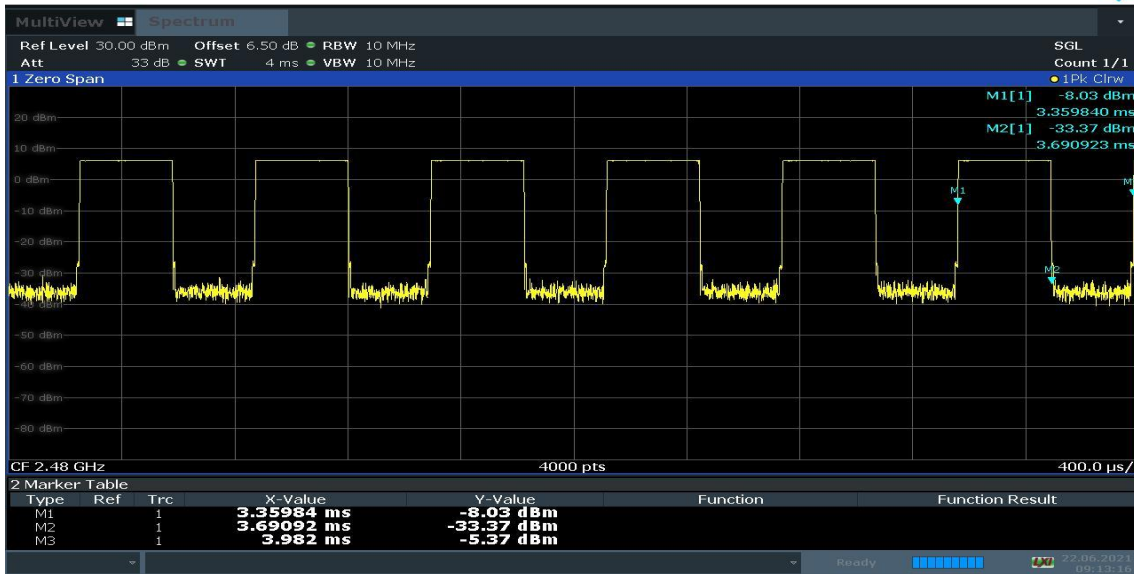 MultiView Spectrum
Ref Level 30.00 dBm Offset 6.50 dB RBW 10 MHz SGL
Att 33 dB SWT 4 ms VBW 10 MHz Count 1/1
1 Zero Span 1Pk Clrw
M1[1] -8.03 dBm
3.359840 ms
M2[1] -33.37 dBm
3.690923 ms
20 dBm
10 dBm
0 dBm
M1
M
-10 dBm
-20 dBm
-30 dBm
M2
-40 dBm
-50 dBm
-60 dBm
-70 dBm
-80 dBm
CF 2.48 GHz 4000 pts 400.0 µs/
2 Marker Table
Type Ref Trc X-Value Y-Value Function Function Result
M1 1 3.35984 ms -8.03 dBm
M2 1 3.69092 ms -33.37 dBm
M3 1 3.982 ms -5.37 dBm
Ready LXI 22.06.2021
09:13:16